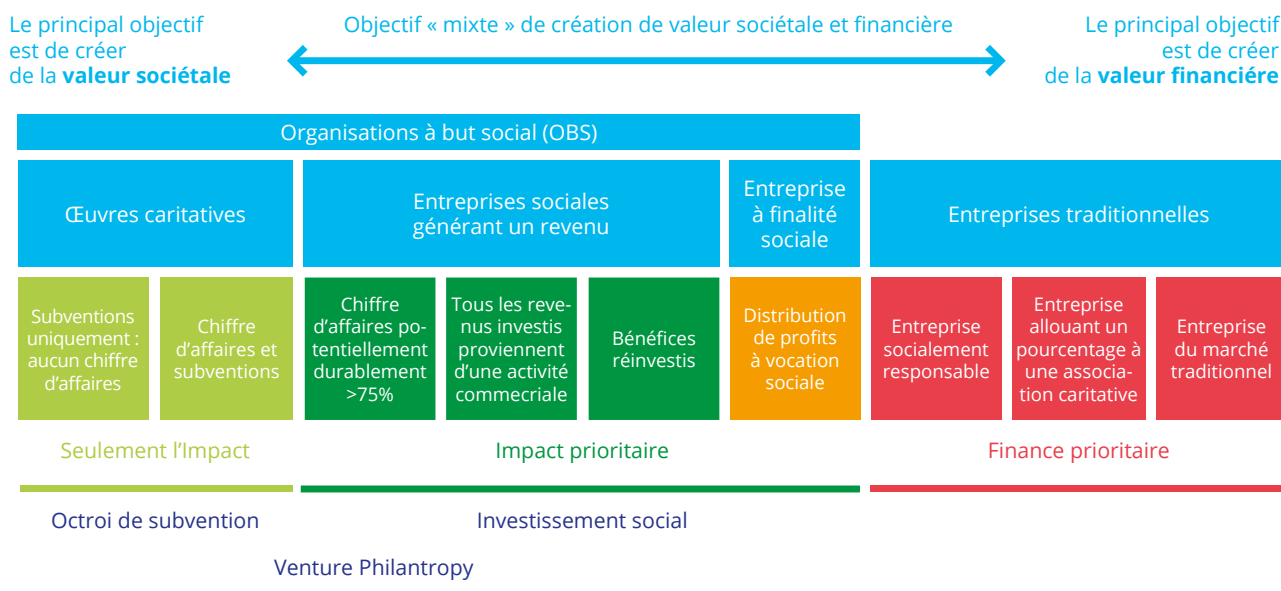 Le principal objectif
est de créer
de la valeur sociétale
Objectif « mixte » de création de valeur sociétale et financière
Le principal objectif
est de créer
de la valeur financiére
Organisations à but social (OBS)
Œuvres caritatives
Entreprises sociales
générant un revenu
Entreprise
à finalité
sociale
Entreprises traditionnelles
Subventions
uniquement :
aucun chiffre
d’affaires
Chiffre
d’affaires et
subventions
Chiffre
d’affaires po-
tentiellement
durablement
>75%
Tous les reve-
nus investis
proviennent
d’une activité
commecriale
Bénéfices
réinvestis
Distribution
de profits
à vocation
sociale
Entreprise
socialement
responsable
Entreprise
allouant un
pourcentage à
une associa-
tion caritative
Entreprise
du marché
traditionnel
Seulement l’Impact
Impact prioritaire
Finance prioritaire
Octroi de subvention
Investissement social
Venture Philantropy